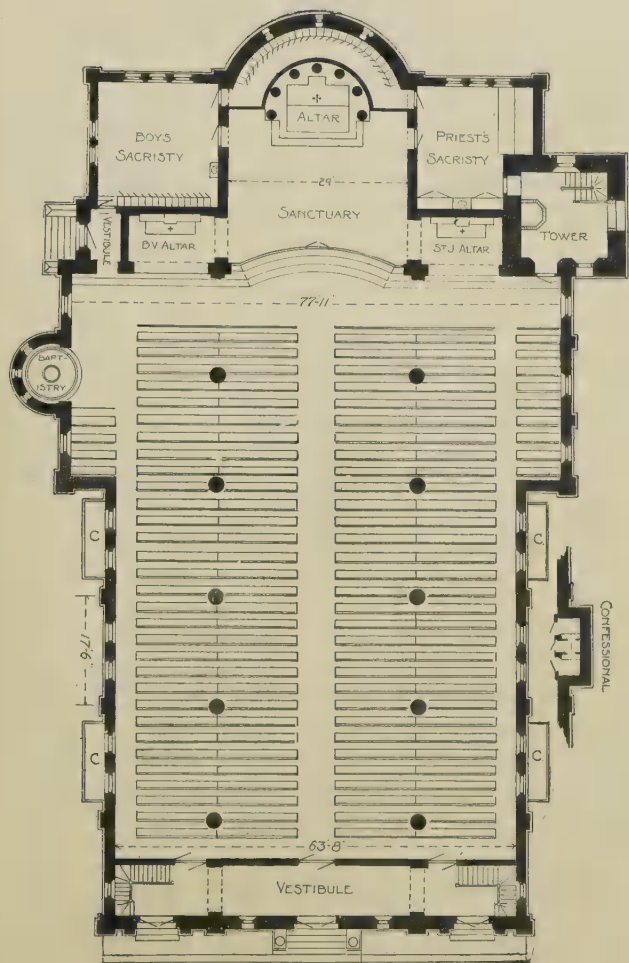 BOYS
SACRISTY
ALTAR
PRIEST'S
SACRISTY
29'
SANCTUARY
VESTIBULE
B.V. ALTAR
ST J. ALTAR
TOWER
77-11"
BAPT-
ISTRY
C
C.
17'-6"
CONFESSIONAL
C
C.
63'-8"
VESTIBULE